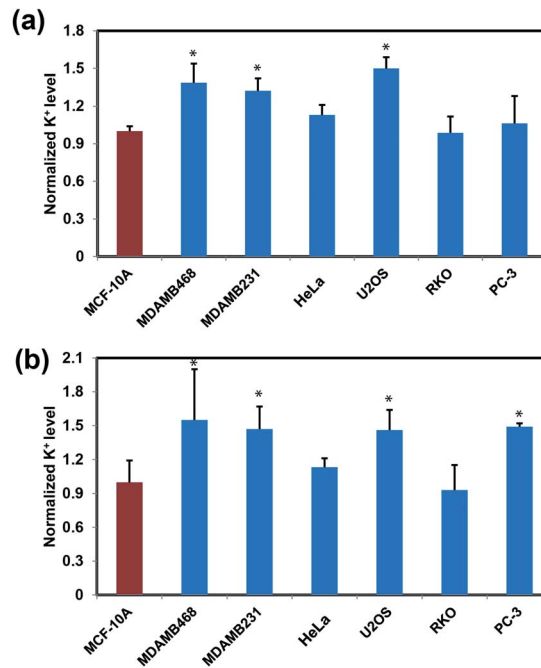 (a)
Normalized K⁺ level
1.8
1.5
1.2
0.9
0.6
0.3
0
*
*
*
MCF-10A
MDAMB468
MDAMB231
HeLa
U2OS
RKO
PC-3
(b)
Normalized K⁺ level
2.1
1.8
1.5
1.2
0.9
0.6
0.3
0
*
*
*
*
MCF-10A
MDAMB468
MDAMB231
HeLa
U2OS
RKO
PC-3